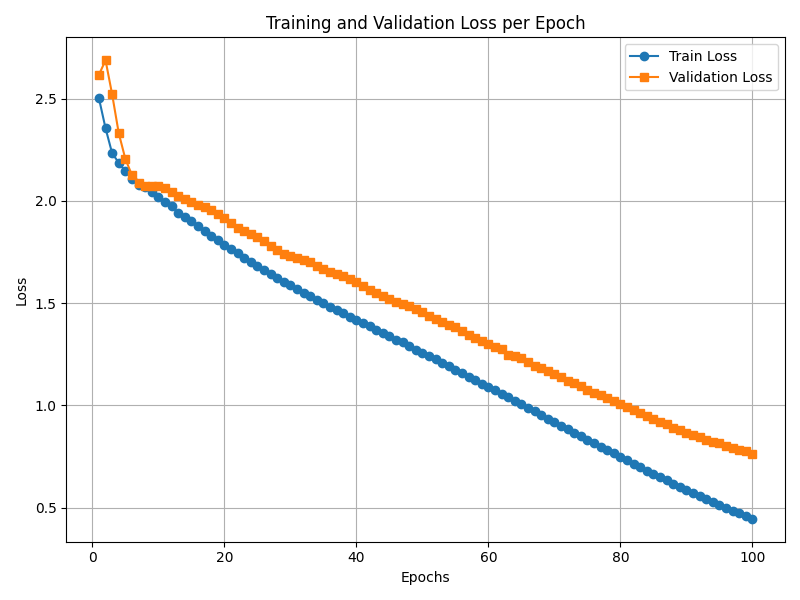 Training and Validation Loss per Epoch
Train Loss
Validation Loss
2.5
2.0
1.5
1.0
0.5
Loss
0 20 40 60 80 100
Epochs